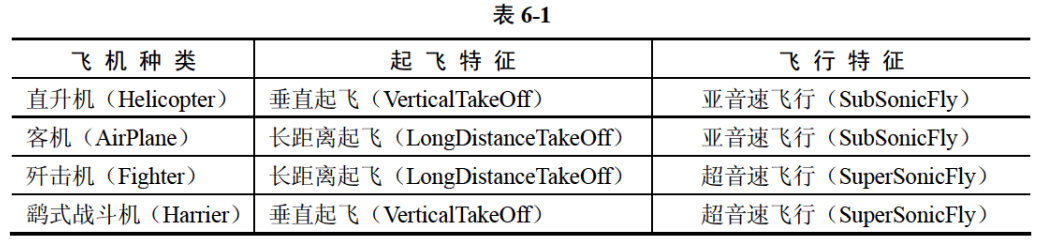 表 6-1
飞 机 种 类 起 飞 特 征 飞 行 特 征
直升机（Helicopter） 垂直起飞（VerticalTakeOff） 亚音速飞行（SubSonicFly）
客机（AirPlane） 长距离起飞（LongDistanceTakeOff） 亚音速飞行（SubSonicFly）
歼击机（Fighter） 长距离起飞（LongDistanceTakeOff） 超音速飞行（SuperSonicFly）
鹞式战斗机（Harrier） 垂直起飞（VerticalTakeOff） 超音速飞行（SuperSonicFly）